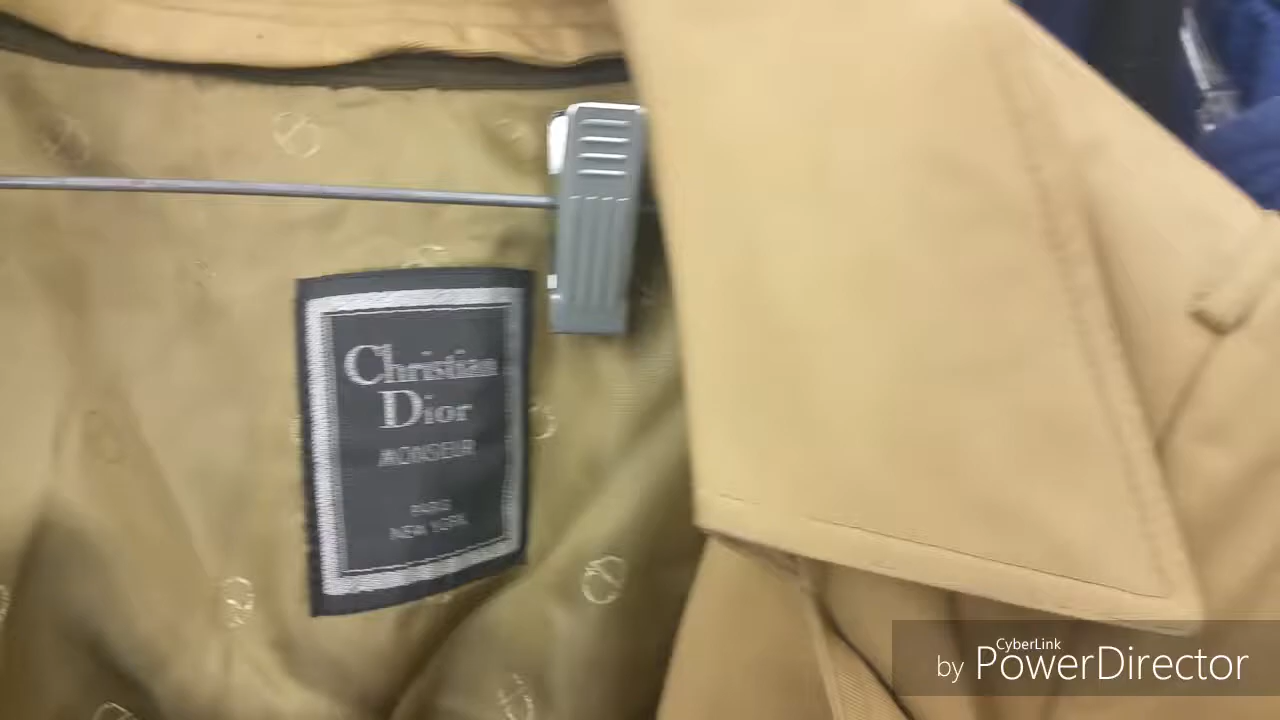 Christian
Dior
MONSIEUR
PARIS
NEW YORK
CyberLink
by PowerDirector